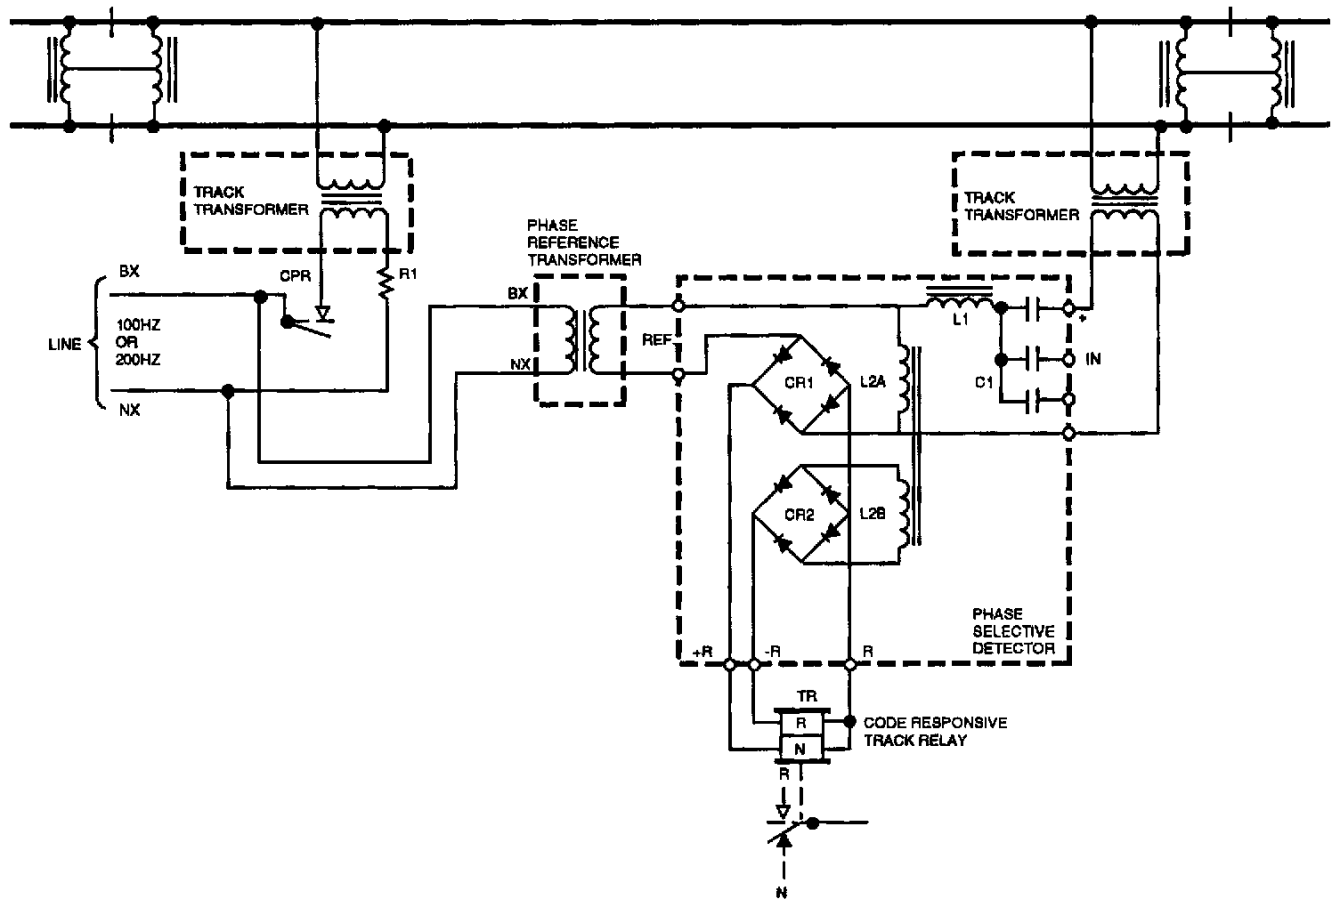 TRACK
TRANSFORMER
TRACK
TRANSFORMER
PHASE
REFERENCE
TRANSFORMER
BX
CPR
R1
LINE
100HZ
OR
200HZ
NX
BX
NX
REF.
L1
+
IN
C1
CR1
L2A
CR2
L2B
PHASE
SELECTIVE
DETECTOR
+R
-R
R
TR
R
N
CODE RESPONSIVE
TRACK RELAY
R
N